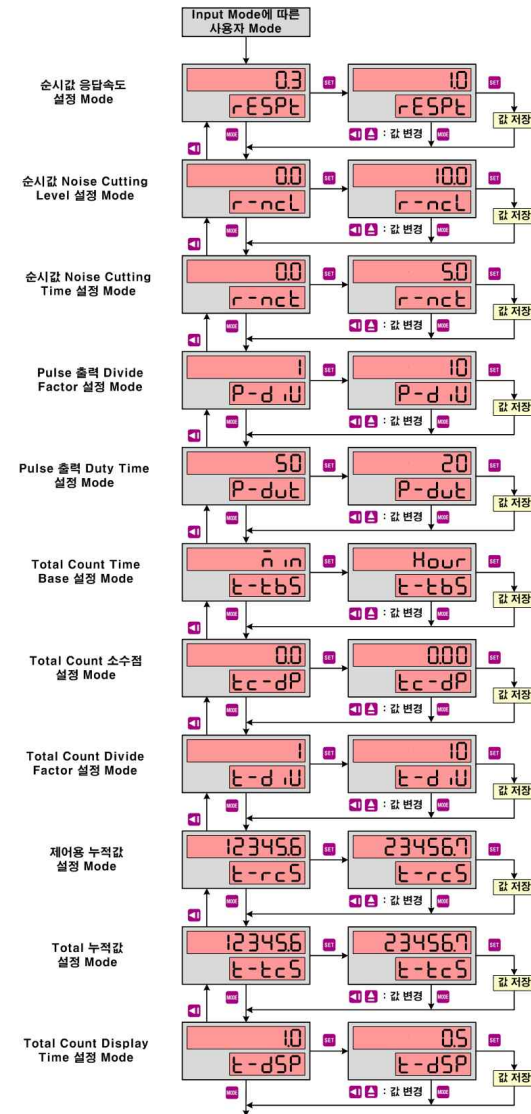 Input Mode에 따른
사용자 Mode
순시값 응답속도
설정 Mode
0.3
rESPt
SET
1.0
rESPt
SET
값 저장
MODE
: 값 변경
MODE
순시값 Noise Cutting
Level 설정 Mode
0.0
r-ncL
SET
10.0
r-ncL
SET
값 저장
MODE
: 값 변경
MODE
순시값 Noise Cutting
Time 설정 Mode
0.0
r-nct
SET
5.0
r-nct
SET
값 저장
MODE
: 값 변경
MODE
Pulse 출력 Divide
Factor 설정 Mode
1
P-diU
SET
10
P-diU
SET
값 저장
MODE
: 값 변경
MODE
Pulse 출력 Duty Time
설정 Mode
50
P-dut
SET
20
P-dut
SET
값 저장
MODE
: 값 변경
MODE
Total Count Time
Base 설정 Mode
min
t-tbS
SET
Hour
t-tbS
SET
값 저장
MODE
: 값 변경
MODE
Total Count 소수점
설정 Mode
0.0
tc-dP
SET
0.00
tc-dP
SET
값 저장
MODE
: 값 변경
MODE
Total Count Divide
Factor 설정 Mode
1
t-diU
SET
10
t-diU
SET
값 저장
MODE
: 값 변경
MODE
제어용 누적값
설정 Mode
12345.6
t-rcS
SET
23456.7
t-rcS
SET
값 저장
MODE
: 값 변경
MODE
Total 누적값
설정 Mode
12345.6
t-tcS
SET
23456.7
t-tcS
SET
값 저장
MODE
: 값 변경
MODE
Total Count Display
Time 설정 Mode
1.0
t-dSP
SET
0.5
t-dSP
SET
값 저장
MODE
: 값 변경
MODE